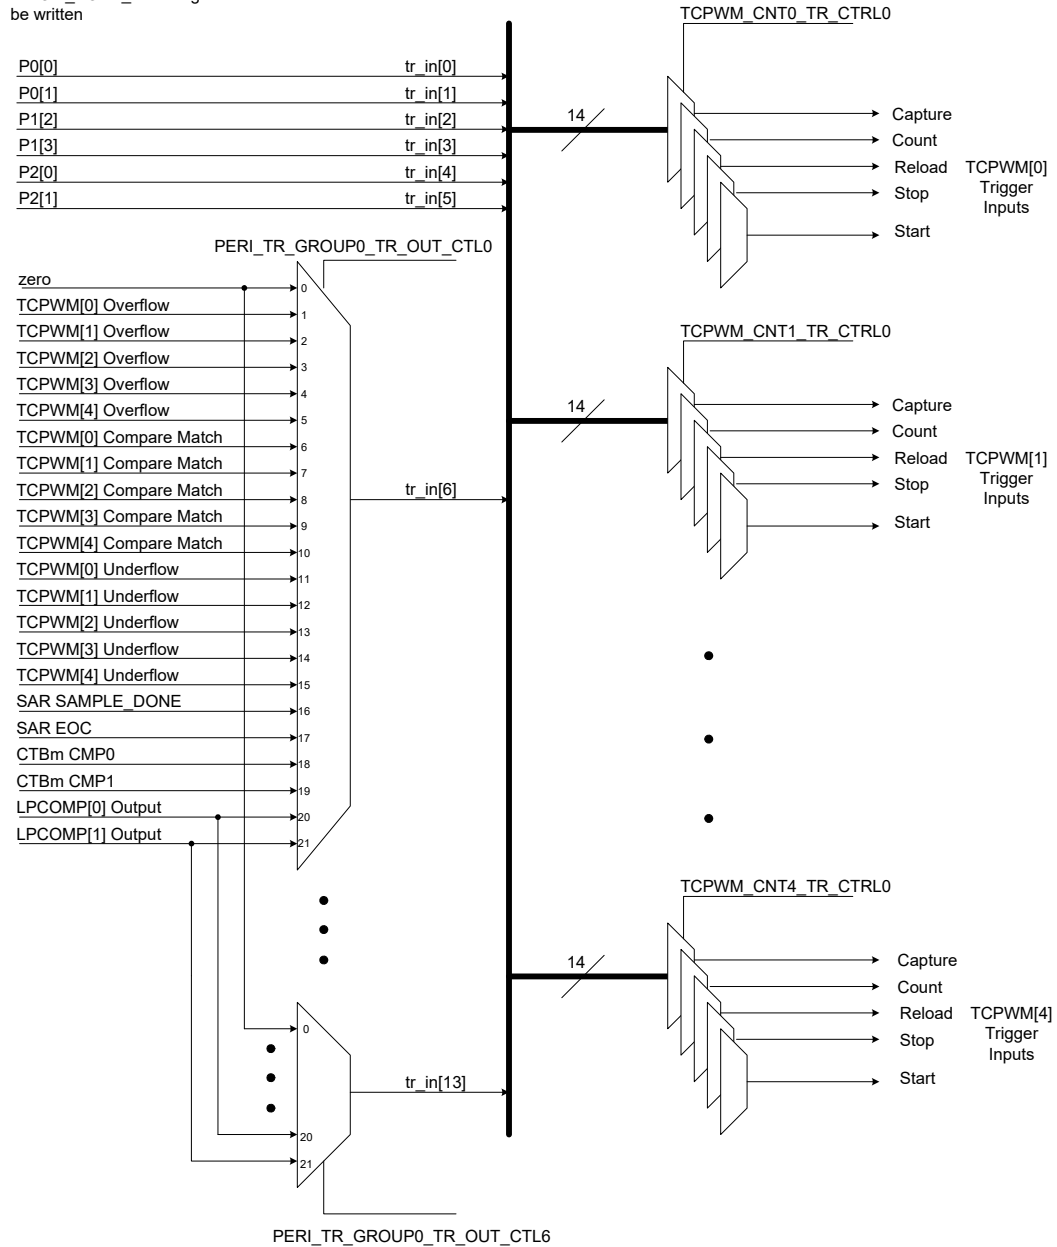 be written
TCPWM_CNT0_TR_CTRL0
P0[0] tr_in[0]
P0[1] tr_in[1]
P1[2] tr_in[2]
P1[3] tr_in[3]
P2[0] tr_in[4]
P2[1] tr_in[5]
14
Capture
Count
Reload
Stop
Start
TCPWM[0]
Trigger
Inputs
PERI_TR_GROUP0_TR_OUT_CTL0
zero 0
TCPWM[0] Overflow 1
TCPWM[1] Overflow 2
TCPWM[2] Overflow 3
TCPWM[3] Overflow 4
TCPWM[4] Overflow 5
TCPWM[0] Compare Match 6
TCPWM[1] Compare Match 7
TCPWM[2] Compare Match 8
TCPWM[3] Compare Match 9
TCPWM[4] Compare Match 10
TCPWM[0] Underflow 11
TCPWM[1] Underflow 12
TCPWM[2] Underflow 13
TCPWM[3] Underflow 14
TCPWM[4] Underflow 15
SAR SAMPLE_DONE 16
SAR EOC 17
CTBm CMP0 18
CTBm CMP1 19
LPCOMP[0] Output 20
LPCOMP[1] Output 21
tr_in[6]
TCPWM_CNT1_TR_CTRL0
14
Capture
Count
Reload
Stop
Start
TCPWM[1]
Trigger
Inputs
TCPWM_CNT4_TR_CTRL0
14
Capture
Count
Reload
Stop
Start
TCPWM[4]
Trigger
Inputs
0
20
21
tr_in[13]
PERI_TR_GROUP0_TR_OUT_CTL6